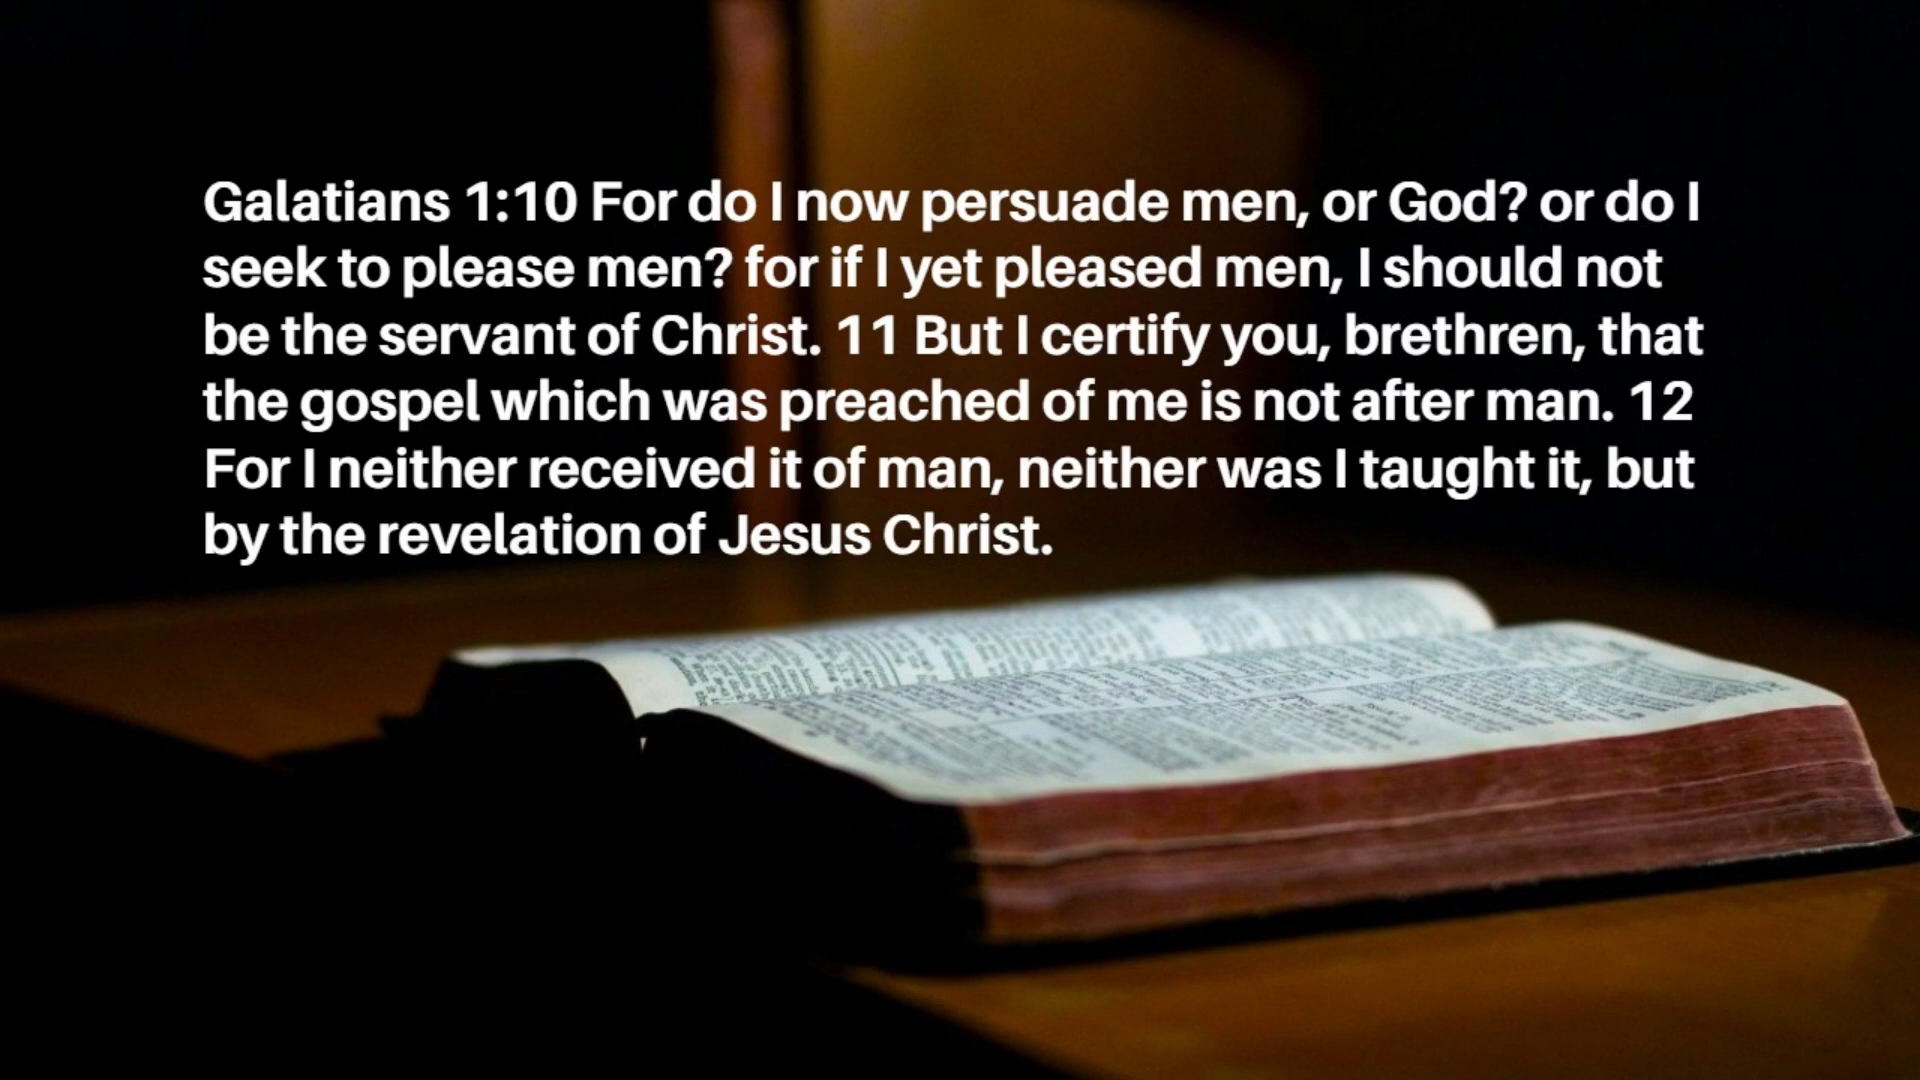 Galatians 1:10 For do I now persuade men, or God? or do I
seek to please men? for if I yet pleased men, I should not
be the servant of Christ. 11 But I certify you, brethren, that
the gospel which was preached of me is not after man. 12
For I neither received it of man, neither was I taught it, but
by the revelation of Jesus Christ.